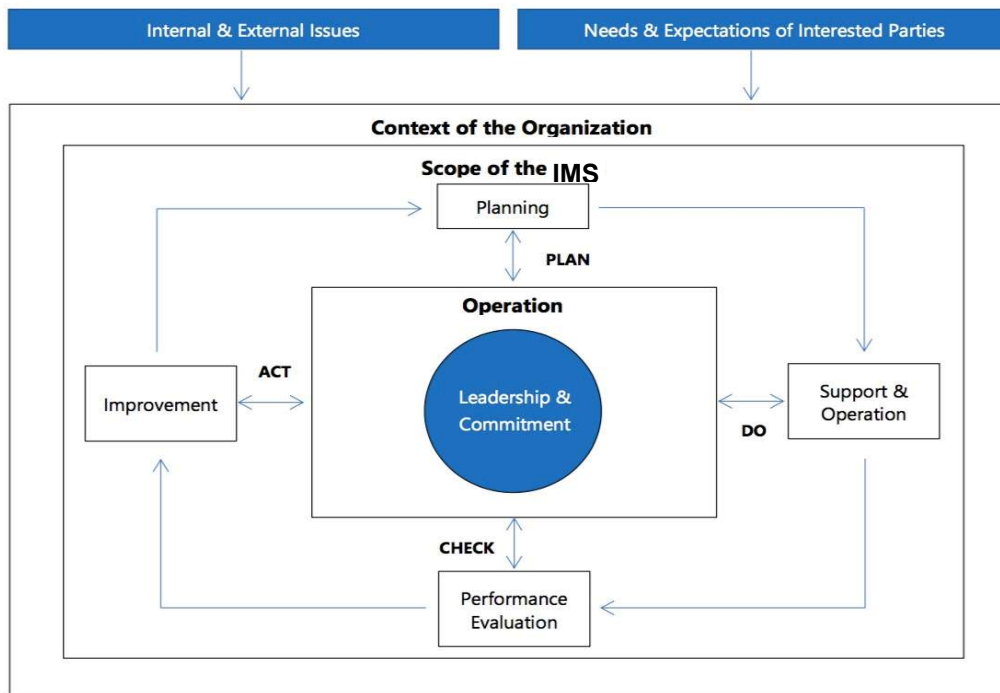 Internal & External Issues
Needs & Expectations of Interested Parties
Context of the Organization
Scope of the IMS
Planning
PLAN
Operation
ACT
Improvement
Leadership &
Commitment
Support &
Operation
DO
CHECK
Performance
Evaluation